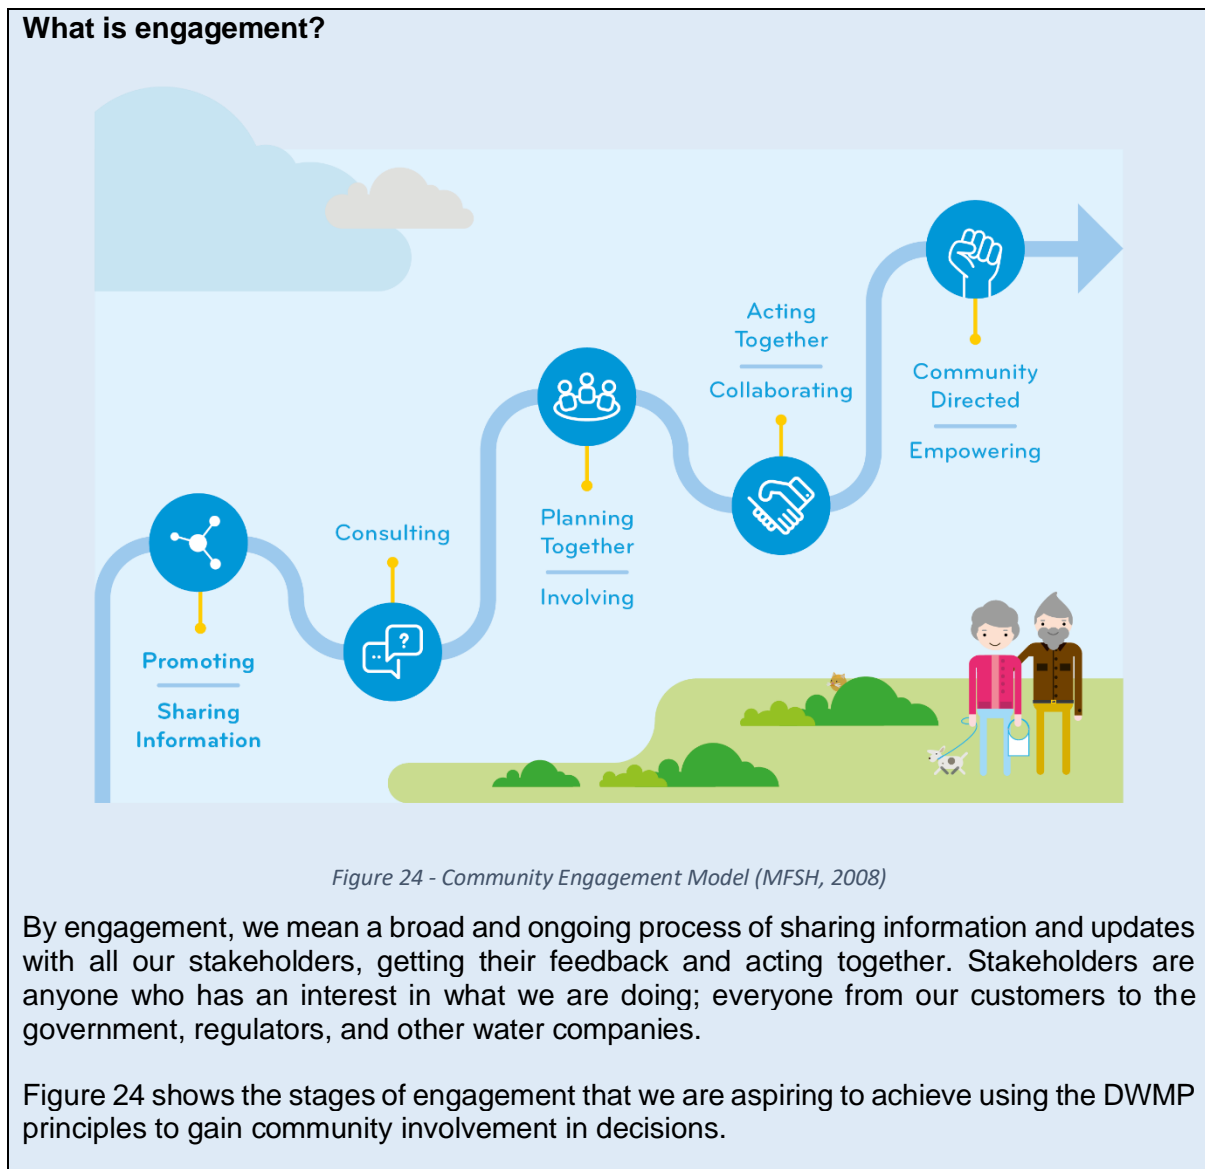 What is engagement?
Promoting
Sharing
Information
Consulting
?
Planning
Together
Involving
Acting
Together
Collaborating
Community
Directed
Empowering
Figure 24 - Community Engagement Model (MFSH, 2008)
By engagement, we mean a broad and ongoing process of sharing information and updates
with all our stakeholders, getting their feedback and acting together. Stakeholders are
anyone who has an interest in what we are doing; everyone from our customers to the
government, regulators, and other water companies.
Figure 24 shows the stages of engagement that we are aspiring to achieve using the DWMP
principles to gain community involvement in decisions.